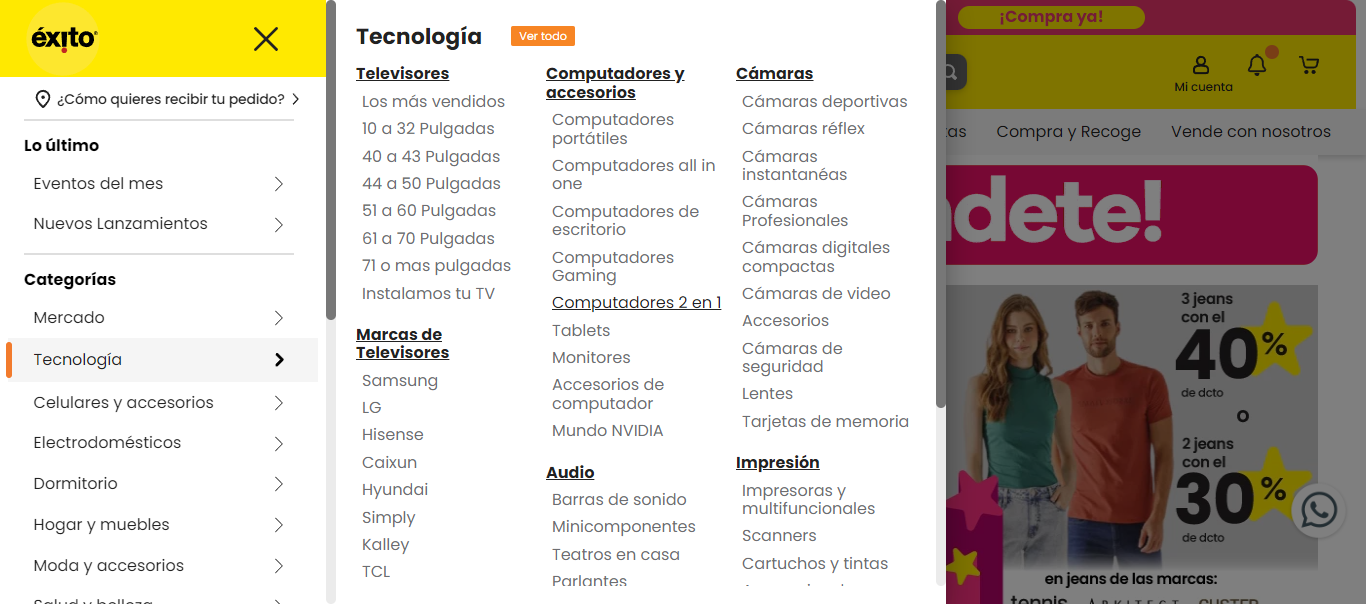 éxito
¿Cómo quieres recibir tu pedido?
Lo último
Eventos del mes
Nuevos Lanzamientos
Categorías
Mercado
Tecnología
Celulares y accesorios
Electrodomésticos
Dormitorio
Hogar y muebles
Moda y accesorios
Salud y belleza
Tecnología
Ver todo
Televisores
Los más vendidos
10 a 32 Pulgadas
40 a 43 Pulgadas
44 a 50 Pulgadas
51 a 60 Pulgadas
61 a 70 Pulgadas
71 o mas pulgadas
Instalamos tu TV
Marcas de
Televisores
Samsung
LG
Hisense
Caixun
Hyundai
Simply
Kalley
TCL
Computadores y
accesorios
Computadores
portátiles
Computadores all in
one
Computadores de
escritorio
Computadores
Gaming
Computadores 2 en 1
Tablets
Monitores
Accesorios de
computador
Mundo NVIDIA
Audio
Barras de sonido
Minicomponentes
Teatros en casa
Parlantes
Cámaras
Cámaras deportivas
Cámaras réflex
Cámaras
instantanéas
Cámaras
Profesionales
Cámaras digitales
compactas
Cámaras de video
Accesorios
Cámaras de
seguridad
Lentes
Tarjetas de memoria
Impresión
Impresoras y
multifuncionales
Scanners
Cartuchos y tintas
¡Compra ya!
Mi cuenta
tas
Compra y Recoge
Vende con nosotros
dete!
3 jeans
con el
40%
de dcto
o
2 jeans
con el
30%
de dcto
en jeans de las marcas:
tennis
ARKITECT
CUSTER